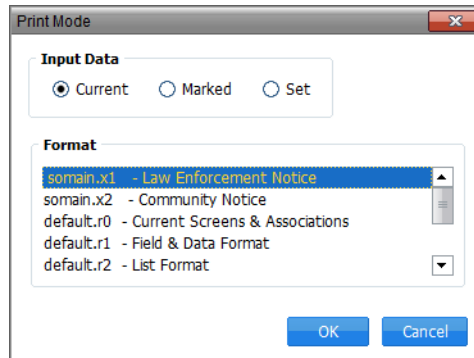 Print Mode
Input Data
Current Marked Set
Format
somain.x1 - Law Enforcement Notice
somain.x2 - Community Notice
default.r0 - Current Screens & Associations
default.r1 - Field & Data Format
default.r2 - List Format
OK Cancel